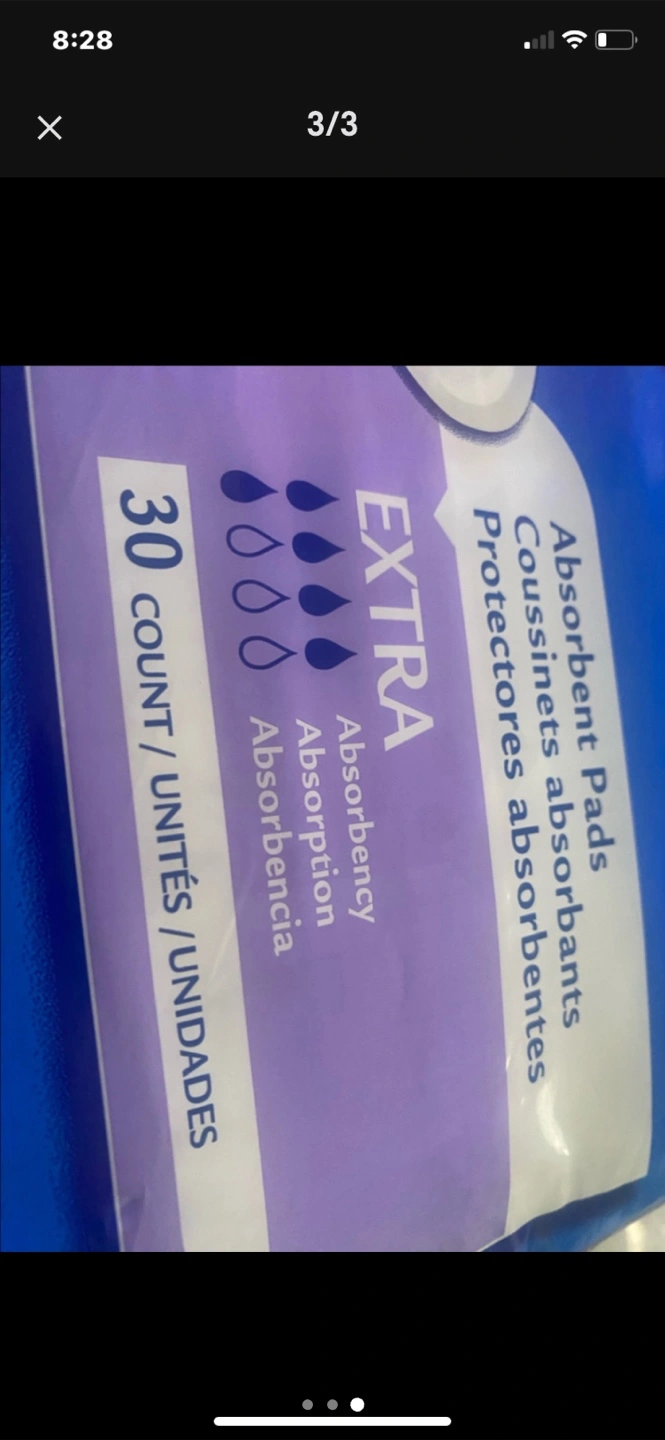 8:28
3/3
Absorbent Pads
Coussinets absorbants
Protectores absorbentes
EXTRA
Absorbency
Absorption
Absorbencia
30 COUNT / UNITÉS / UNIDADES